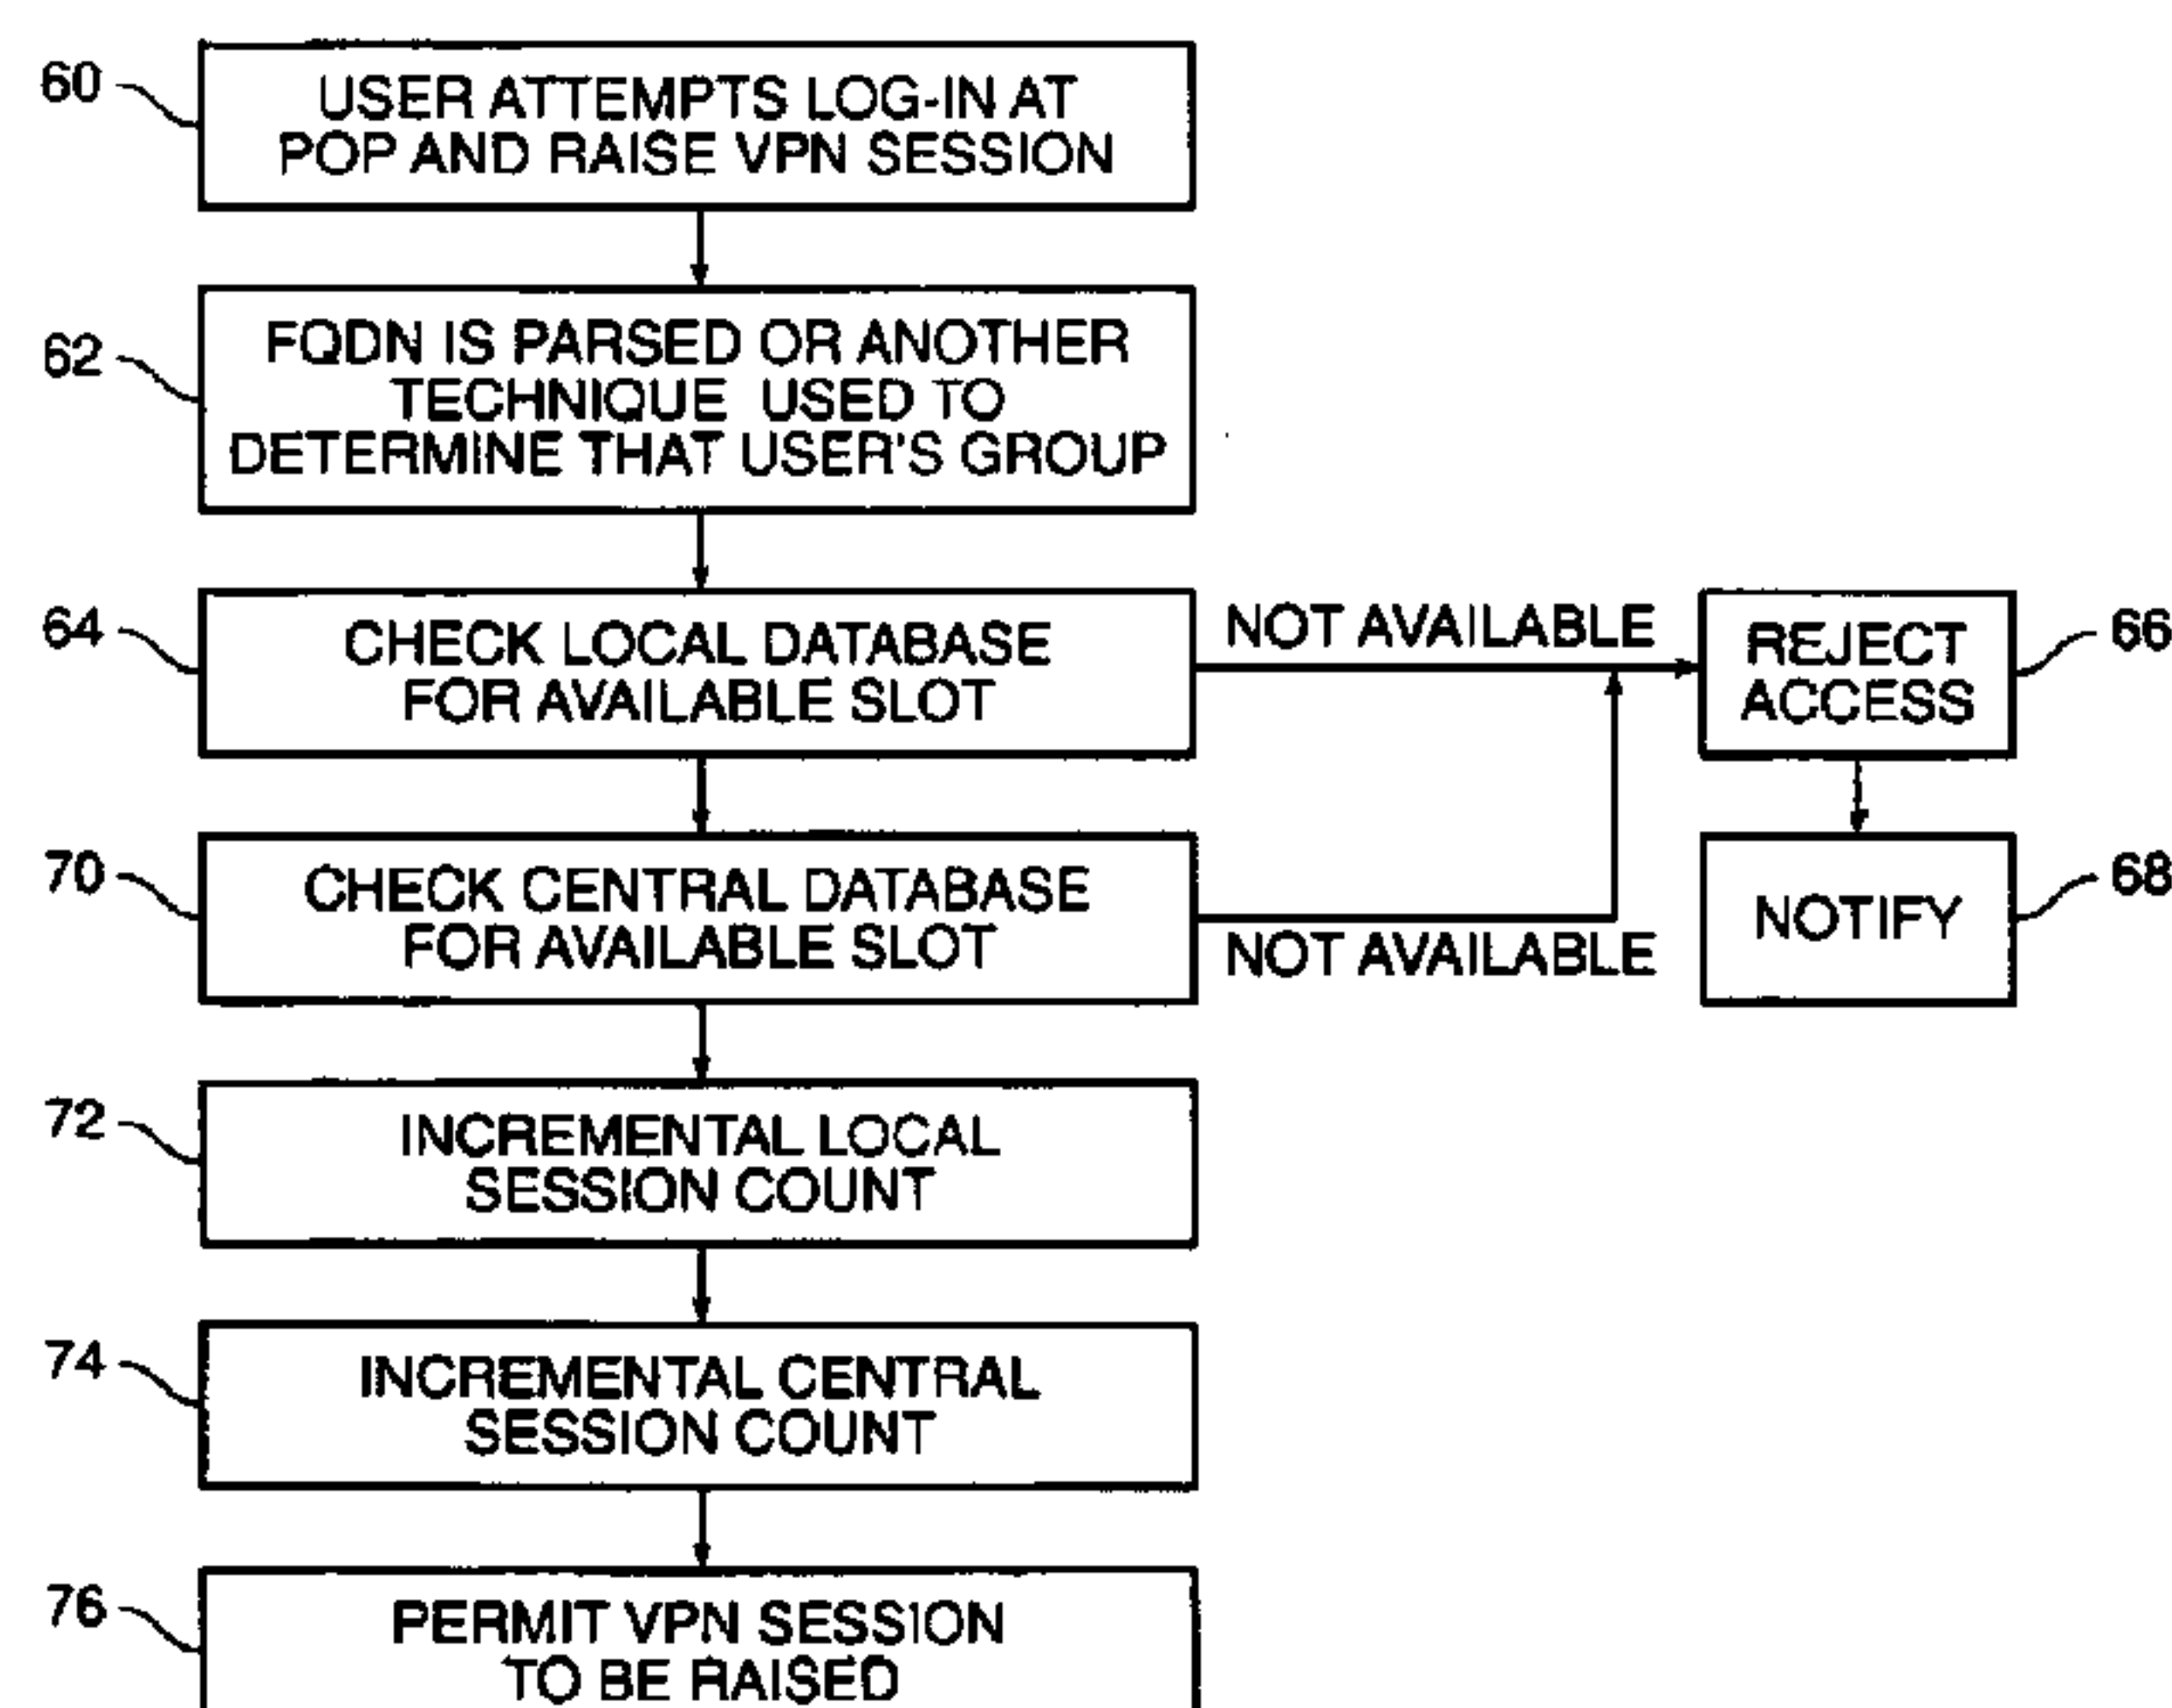 60
USER ATTEMPTS LOG-IN AT
POP AND RAISE VPN SESSION
62
FQDN IS PARSED OR ANOTHER
TECHNIQUE USED TO
DETERMINE THAT USER'S GROUP
64
CHECK LOCAL DATABASE
FOR AVAILABLE SLOT
NOT AVAILABLE
REJECT
ACCESS
66
70
CHECK CENTRAL DATABASE
FOR AVAILABLE SLOT
NOT AVAILABLE
NOTIFY
68
72
INCREMENTAL LOCAL
SESSION COUNT
74
INCREMENTAL CENTRAL
SESSION COUNT
76
PERMIT VPN SESSION
TO BE RAISED